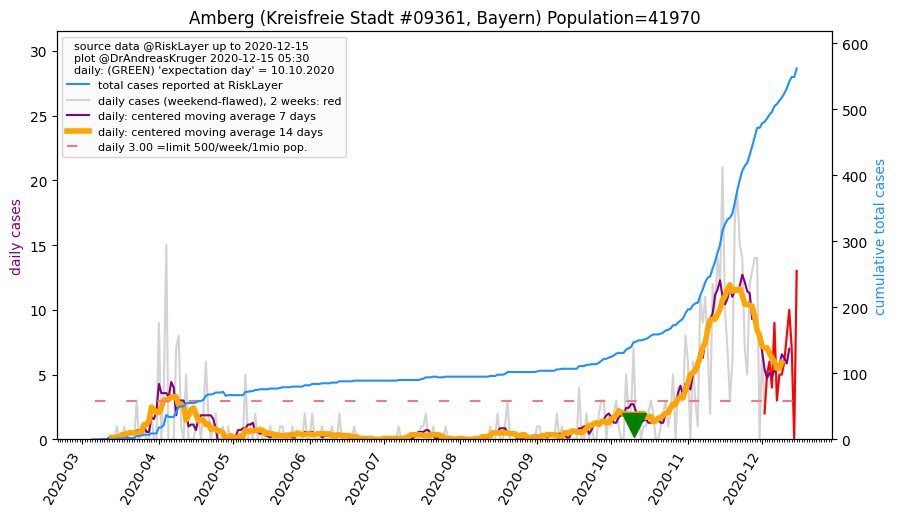 Amberg (Kreisfreie Stadt #09361, Bayern) Population=41970
source data @RiskLayer up to 2020-12-15
plot @DrAndreasKruger 2020-12-15 05:30
daily: (GREEN) 'expectation day' = 10.10.2020
total cases reported at RiskLayer
daily cases (weekend-flawed), 2 weeks: red
daily: centered moving average 7 days
daily: centered moving average 14 days
daily 3.00 =limit 500/week/1mio pop.
daily cases
30
25
20
15
10
5
0
cumulative total cases
600
500
400
300
200
100
0
2020-03
2020-04
2020-05
2020-06
2020-07
2020-08
2020-09
2020-10
2020-11
2020-12